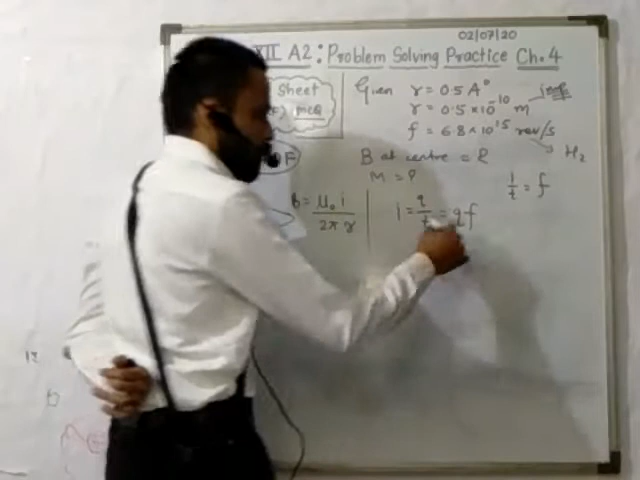 02/07/20
XII A2: Problem Solving Practice Ch.4
Sheet
MCQ
Given r = 0.5 A°
r = 0.5 × 10⁻¹⁰ m
f = 6.8 × 10¹⁵ rev/s
Hz
B at centre = ?
M = ?
1/t = f
B = μ₀ i / 2π r
i = q/t = qf